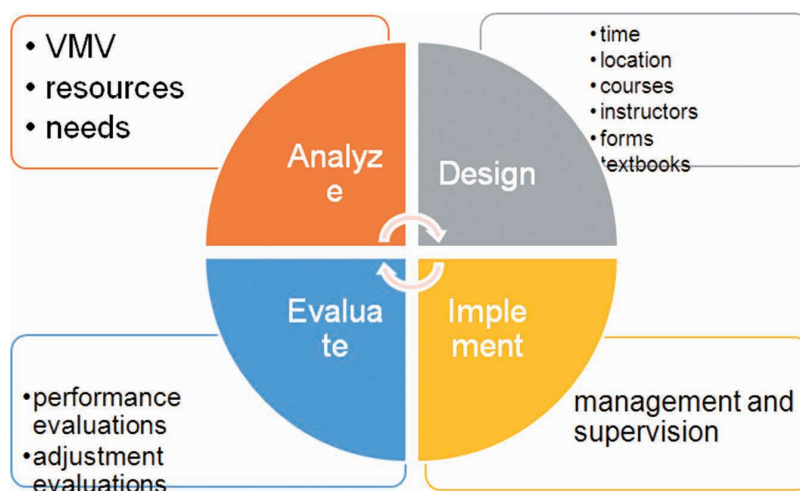 • VMV
• resources
• needs
Analyz
e
Design
• time
• location
• courses
• instructors
• forms
textbooks
Evalua
te
Imple
ment
• performance
evaluations
• adjustment
evaluations
management and
supervision